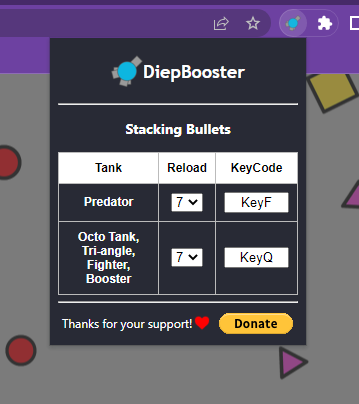 DiepBooster
Stacking Bullets
Tank Reload KeyCode
Predator 7 KeyF
Octo Tank,
Tri-angle,
Fighter,
Booster 7 KeyQ
Thanks for your support! Donate